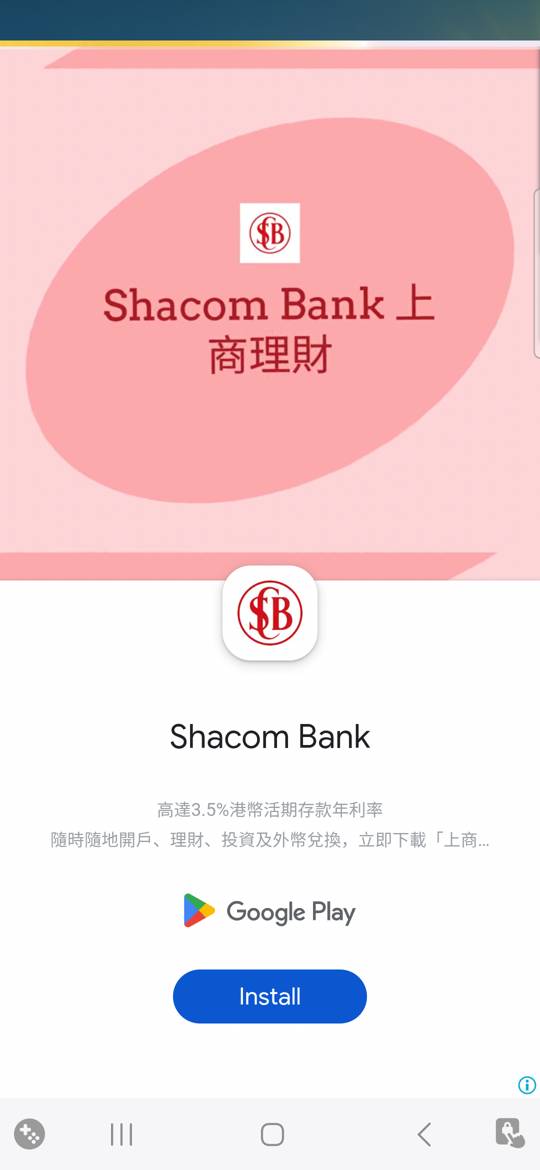 SCB
Shacom Bank 上
商理財
SCB
Shacom Bank
高達3.5%港幣活期存款年利率
隨時隨地開戶、理財、投資及外幣兌換，立即下載「上商...
Google Play
Install